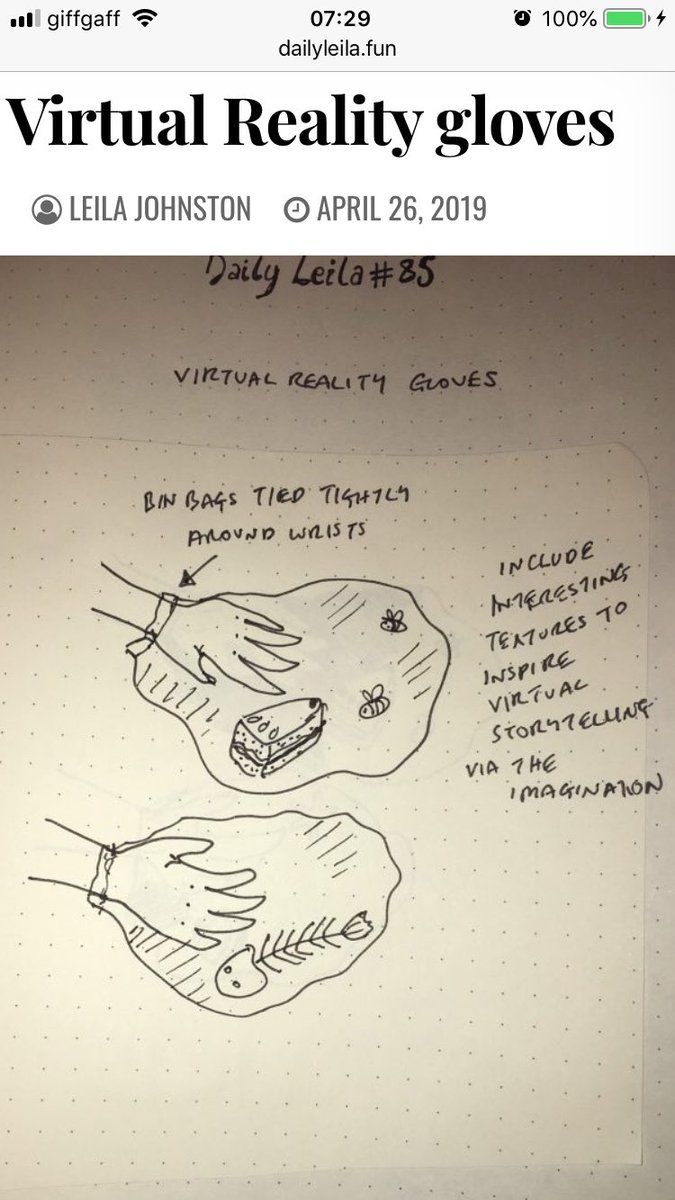 giffgaff 07:29 100%
dailyleila.fun
Virtual Reality gloves
LEILA JOHNSTON APRIL 26, 2019
Daily Leila #85
VIRTUAL REALITY GLOVES
BIN BAGS TIED TIGHTLY
AROUND WRISTS
INCLUDE
INTERESTING
TEXTURES TO
INSPIRE
VIRTUAL
STORYTELLING
VIA THE
IMAGINATION